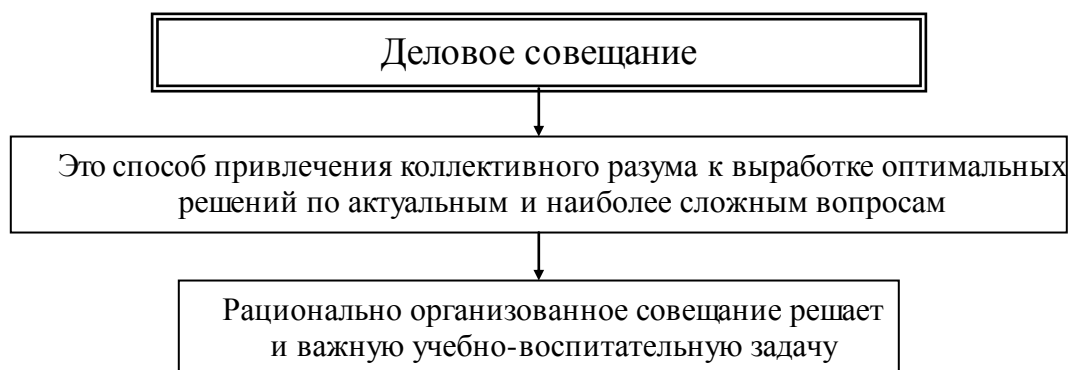 Деловое совещание
Это способ привлечения коллективного разума к выработке оптимальных
решений по актуальным и наиболее сложным вопросам
Рационально организованное совещание решает
и важную учебно-воспитательную задачу